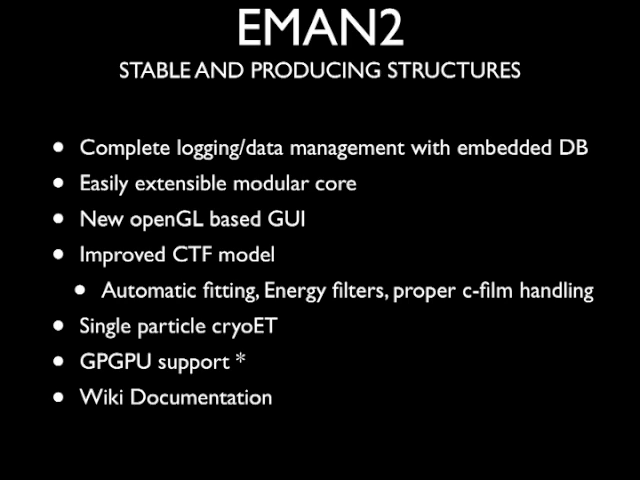 EMAN2
STABLE AND PRODUCING STRUCTURES
• Complete logging/data management with embedded DB
• Easily extensible modular core
• New openGL based GUI
• Improved CTF model
• Automatic fitting, Energy filters, proper c-film handling
• Single particle cryoET
• GPGPU support *
• Wiki Documentation